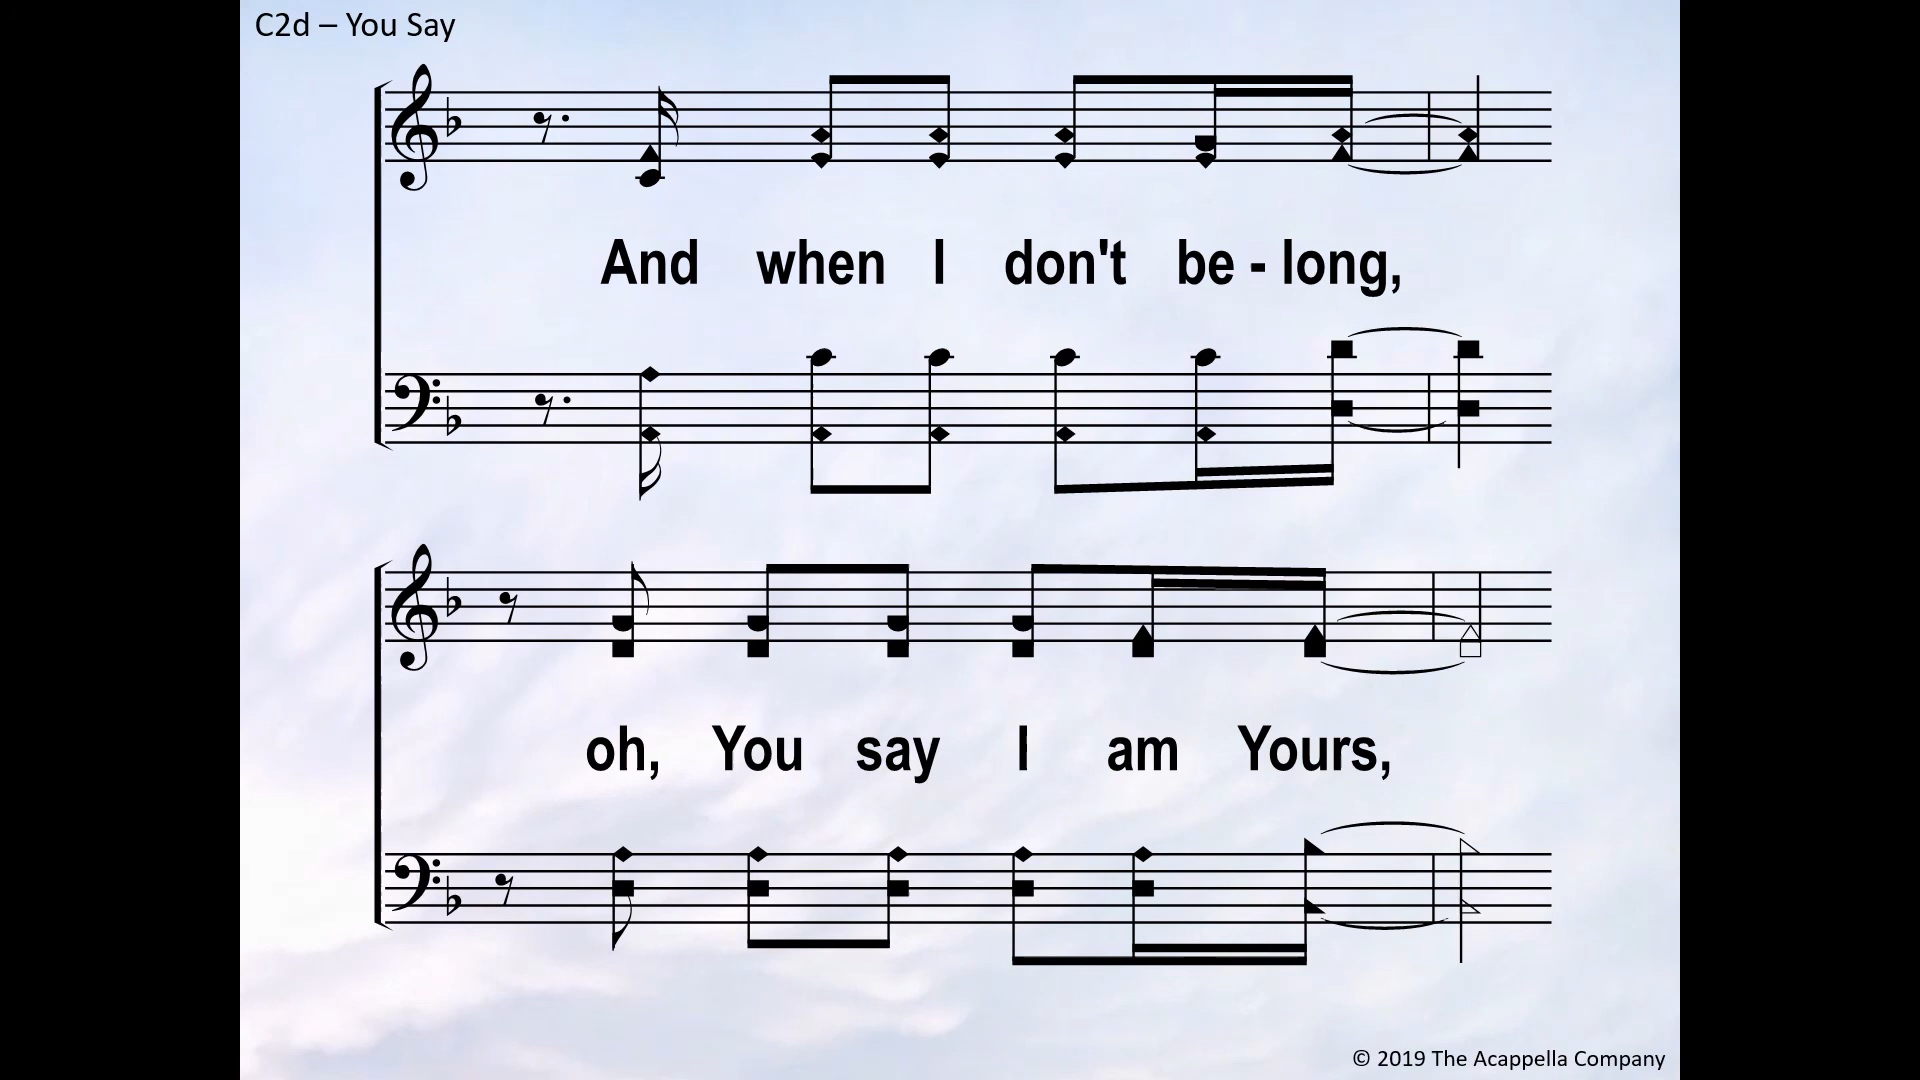 C2d – You Say
And when I don't be - long,
oh, You say I am Yours,
© 2019 The Acappella Company